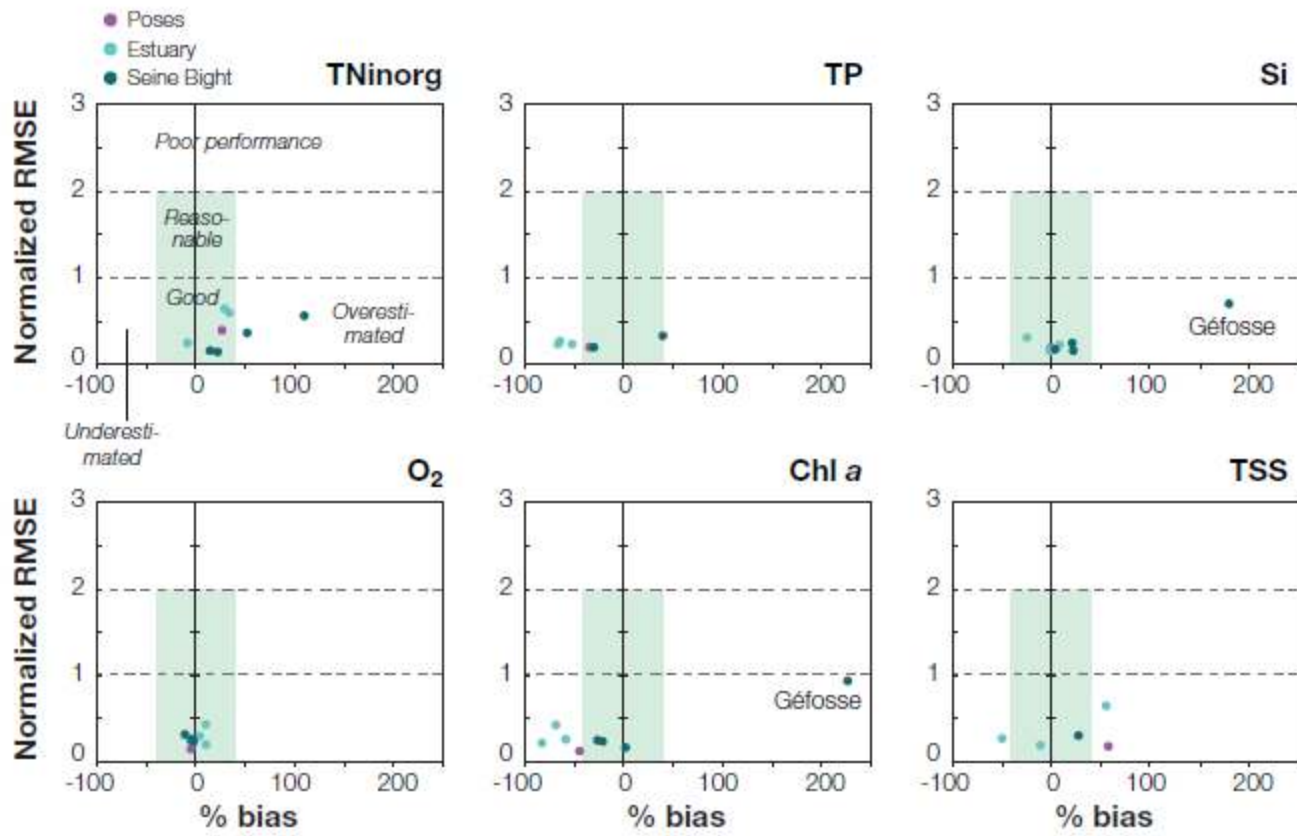 Poses
Estuary
Seine Bight
TNinorg
TP
Si
Normalized RMSE
3
2
1
0
Poor performance
Reaso-
nable
Good
Overesti-
mated
-100 0 100 200
Underesti-
mated
3
2
1
0
-100 0 100 200
3
2
1
0
Géfosse
-100 0 100 200
O2
Chl a
TSS
Normalized RMSE
3
2
1
0
-100 0 100 200
% bias
3
2
1
0
Géfosse
-100 0 100 200
% bias
3
2
1
0
-100 0 100 200
% bias